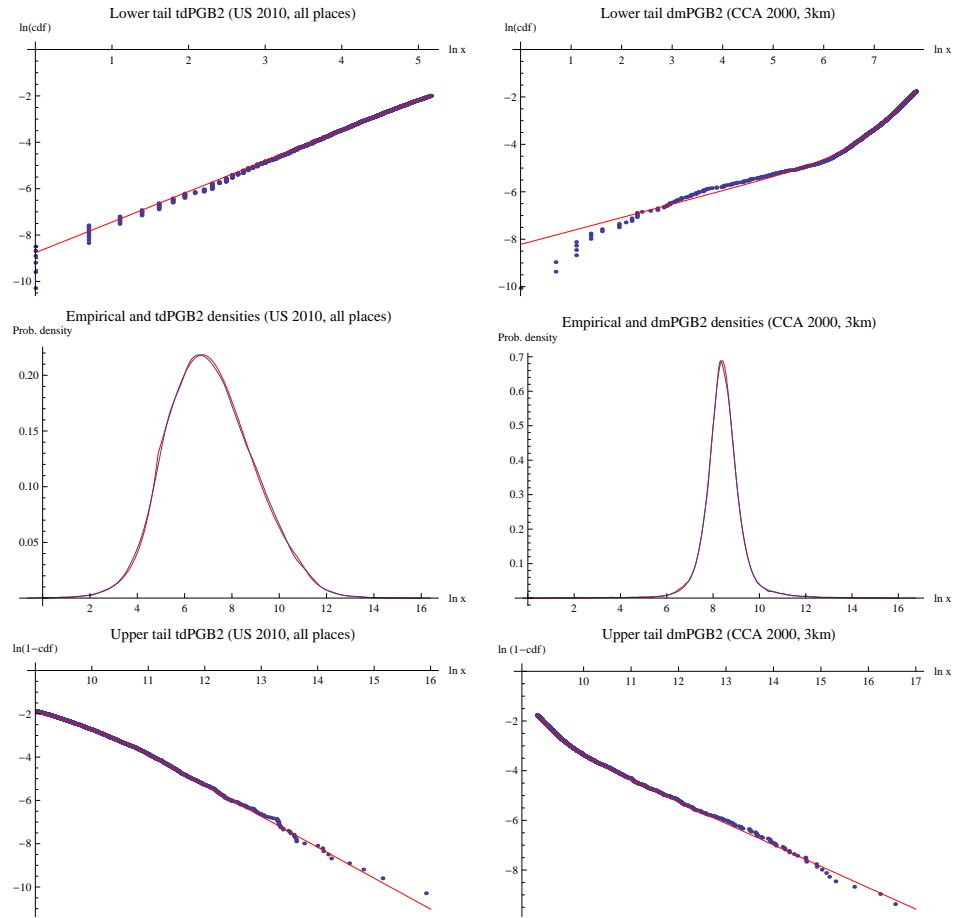 Lower tail tdPGB2 (US 2010, all places)
ln(cdf)
ln x
1 2 3 4 5
−2
−4
−6
−8
−10
Lower tail dmPGB2 (CCA 2000, 3km)
ln(cdf)
ln x
1 2 3 4 5 6 7
−2
−4
−6
−8
−10
Empirical and tdPGB2 densities (US 2010, all places)
Prob. density
0.20
0.15
0.10
0.05
2 4 6 8 10 12 14 16
ln x
Empirical and dmPGB2 densities (CCA 2000, 3km)
Prob. density
0.7
0.6
0.5
0.4
0.3
0.2
0.1
2 4 6 8 10 12 14 16
ln x
Upper tail tdPGB2 (US 2010, all places)
ln(1−cdf)
ln x
10 11 12 13 14 15 16
−2
−4
−6
−8
−10
Upper tail dmPGB2 (CCA 2000, 3km)
ln (1−cdf)
ln x
10 11 12 13 14 15 16 17
−2
−4
−6
−8